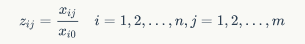 z_{ij} = \frac{x_{ij}}{x_{i0}} \quad i = 1, 2, \ldots, n, j = 1, 2, \ldots, m